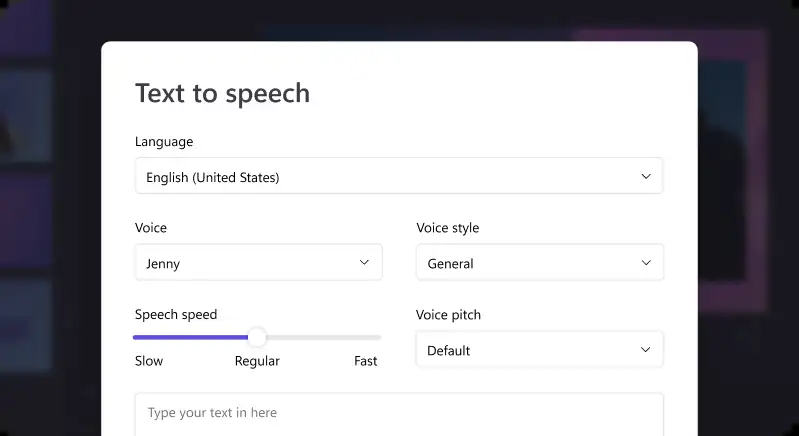 Text to speech
Language
English (United States)
Voice
Voice style
Jenny
General
Speech speed
Voice pitch
Default
Slow
Regular
Fast
Type your text in here